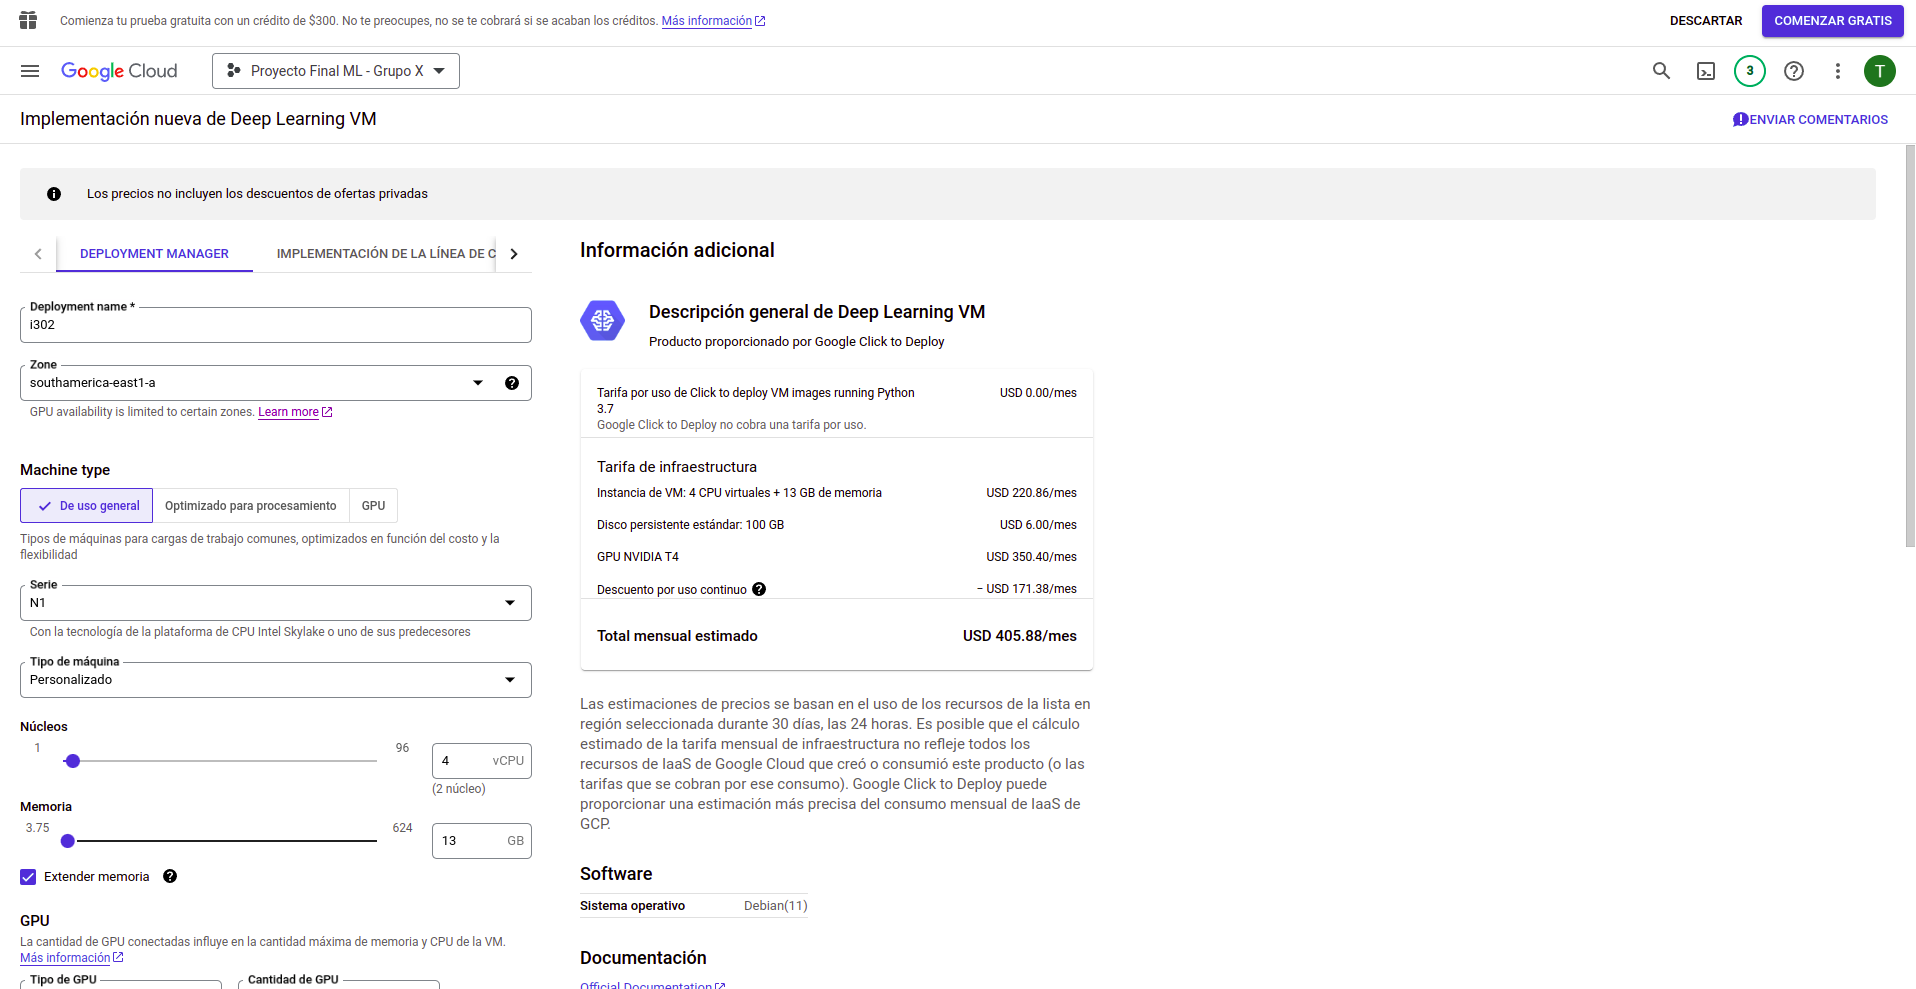 Comienza tu prueba gratuita con un crédito de $300. No te preocupes, no se te cobrará si se acaban los créditos. Más información
DESCARTAR
COMENZAR GRATIS
Google Cloud
Proyecto Final ML - Grupo X
3
T
Implementación nueva de Deep Learning VM
ENVIAR COMENTARIOS
Los precios no incluyen los descuentos de ofertas privadas
DEPLOYMENT MANAGER
IMPLEMENTACIÓN DE LA LÍNEA DE C
Deployment name *
i302
Zone
southamerica-east1-a
GPU availability is limited to certain zones. Learn more
Machine type
De uso general
Optimizado para procesamiento
GPU
Tipos de máquinas para cargas de trabajo comunes, optimizados en función del costo y la
flexibilidad
Serie
N1
Con la tecnología de la plataforma de CPU Intel Skylake o uno de sus predecesores
Tipo de máquina
Personalizado
Núcleos
1
96
4
vCPU
(2 núcleo)
Memoria
3.75
624
13
GB
Extender memoria
GPU
La cantidad de GPU conectadas influye en la cantidad máxima de memoria y CPU de la VM.
Más información
Tipo de GPU
Cantidad de GPU
Información adicional
Descripción general de Deep Learning VM
Producto proporcionado por Google Click to Deploy
Tarifa por uso de Click to deploy VM images running Python
3.7
USD 0.00/mes
Google Click to Deploy no cobra una tarifa por uso.
Tarifa de infraestructura
Instancia de VM: 4 CPU virtuales + 13 GB de memoria
USD 220.86/mes
Disco persistente estándar: 100 GB
USD 6.00/mes
GPU NVIDIA T4
USD 350.40/mes
Descuento por uso continuo
− USD 171.38/mes
Total mensual estimado
USD 405.88/mes
Las estimaciones de precios se basan en el uso de los recursos de la lista en
región seleccionada durante 30 días, las 24 horas. Es posible que el cálculo
estimado de la tarifa mensual de infraestructura no refleje todos los
recursos de IaaS de Google Cloud que creó o consumió este producto (o las
tarifas que se cobran por ese consumo). Google Click to Deploy puede
proporcionar una estimación más precisa del consumo mensual de IaaS de
GCP.
Software
Sistema operativo
Debian(11)
Documentación
Official Documentation